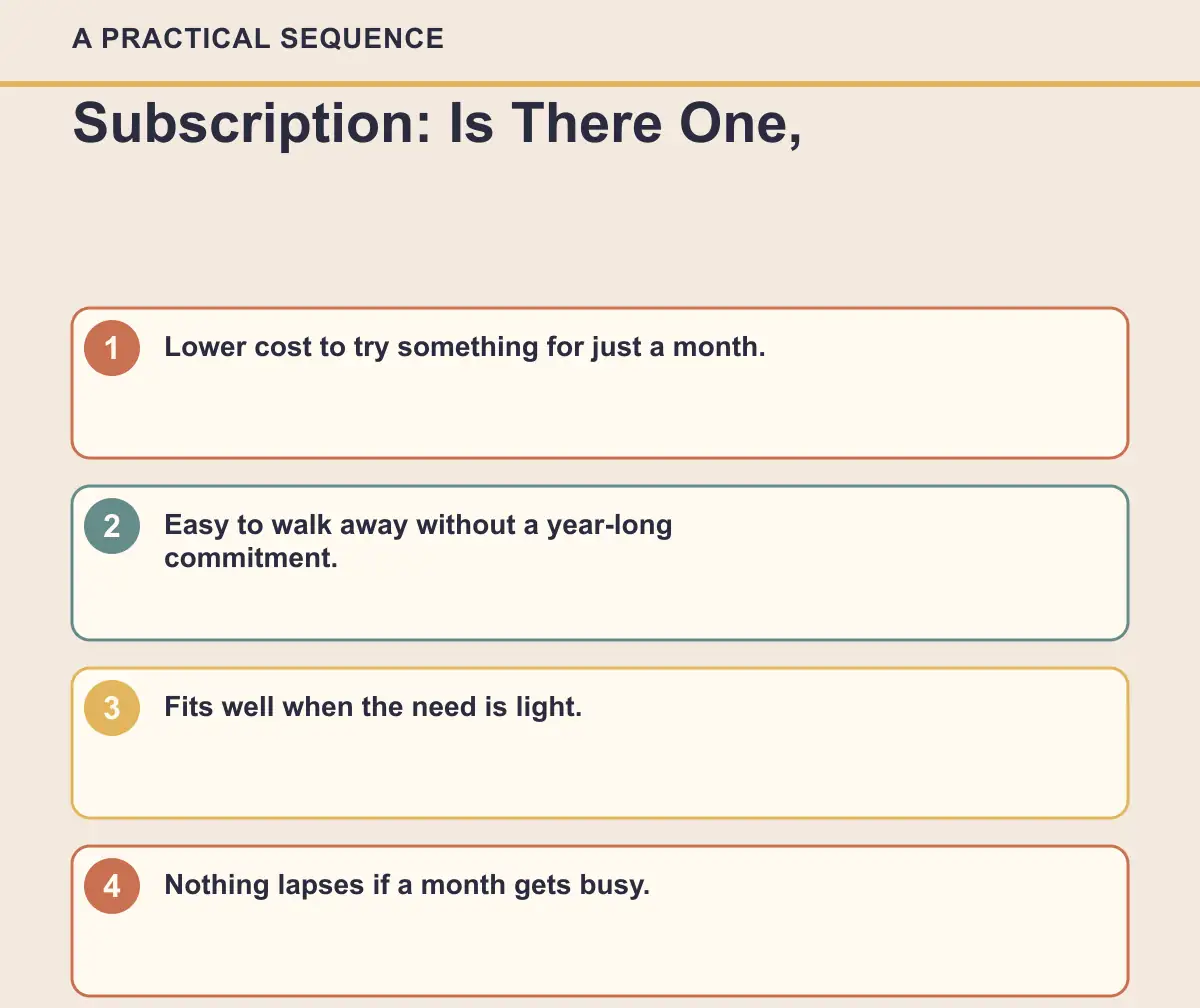 A PRACTICAL SEQUENCE
Subscription: Is There One,
1
Lower cost to try something for just a month.
2
Easy to walk away without a year-long
commitment.
3
Fits well when the need is light.
4
Nothing lapses if a month gets busy.